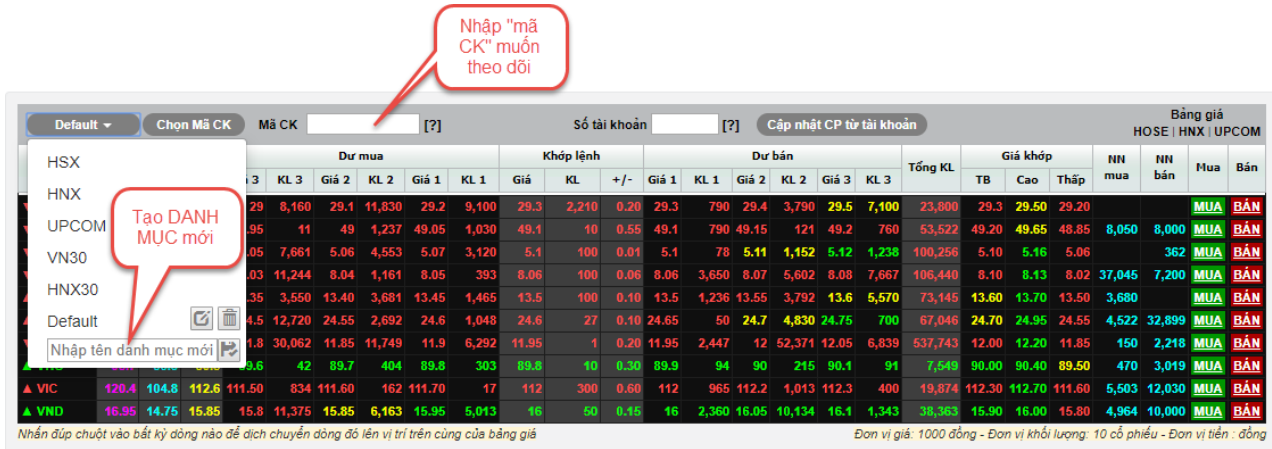 Nhập "mã
CK" muốn
theo dõi
Default Chọn Mã CK Mã CK [?] Số tài khoản [?] Cập nhật CP từ tài khoản
Bảng giá
HOSE | HNX | UPCOM
Dư mua Khớp lệnh Dư bán Tổng KL Giá khớp NN mua NN bán Mua Bán
3 KL 3 Giá 2 KL 2 Giá 1 KL 1 Giá KL +/- Giá 1 KL 1 Giá 2 KL 2 Giá 3 KL 3 TB Cao Thấp
HSX
HNX
UPCOM
VN30
HNX30
Default
Nhập tên danh mục mới
Tạo DANH
MỤC mới
29 8,160 29.1 11,830 29.2 9,100 29.3 2,210 0.20 29.3 790 29.4 3,790 29.5 7,100 23,800 29.3 29.50 29.20 MUA BÁN
.95 11 49 1,237 49.05 1,030 49.1 10 0.55 49.1 790 49.15 121 49.2 760 53,522 49.20 49.65 48.85 8,050 8,000 MUA BÁN
.05 7,661 5.06 4,553 5.07 3,120 5.1 100 0.01 5.1 78 5.11 1,152 5.12 1,238 100,256 5.10 5.16 5.06 362 MUA BÁN
.03 11,244 8.04 1,161 8.05 393 8.06 100 0.06 8.06 3,650 8.07 5,602 8.08 7,667 106,440 8.10 8.13 8.02 37,045 7,200 MUA BÁN
.35 3,550 13.40 3,681 13.45 1,465 13.5 100 0.10 13.5 1,236 13.55 3,792 13.6 5,570 73,145 13.60 13.70 13.50 3,680 MUA BÁN
4.5 12,720 24.55 2,692 24.6 1,048 24.6 27 0.10 24.65 50 24.7 4,830 24.75 700 67,046 24.70 24.95 24.55 4,522 32,899 MUA BÁN
1.8 30,062 11.85 11,749 11.9 6,292 11.95 1 0.20 11.95 2,447 12 52,371 12.05 6,839 537,743 12.00 12.20 11.85 150 2,218 MUA BÁN
9.6 42 89.7 404 89.8 303 89.8 10 0.30 89.9 94 90 215 90.1 91 7,549 90.00 90.40 89.50 470 3,019 MUA BÁN
VIC 120.4 104.8 112.6 111.50 834 111.60 162 111.70 17 112 300 0.60 112 965 112.2 1,013 112.3 400 19,874 112.30 112.70 111.60 5,503 12,030 MUA BÁN
VND 16.95 14.75 15.85 15.8 11,375 15.85 6,163 15.95 5,013 16 50 0.15 16 2,360 16.05 10,134 16.1 1,343 38,363 15.90 16.00 15.80 4,964 10,000 MUA BÁN
Nhấn đúp chuột vào bất kỳ dòng nào để dịch chuyển dòng đó lên vị trí trên cùng của bảng giá
Đơn vị giá: 1000 đồng - Đơn vị khối lượng: 10 cổ phiếu - Đơn vị tiền : đồng